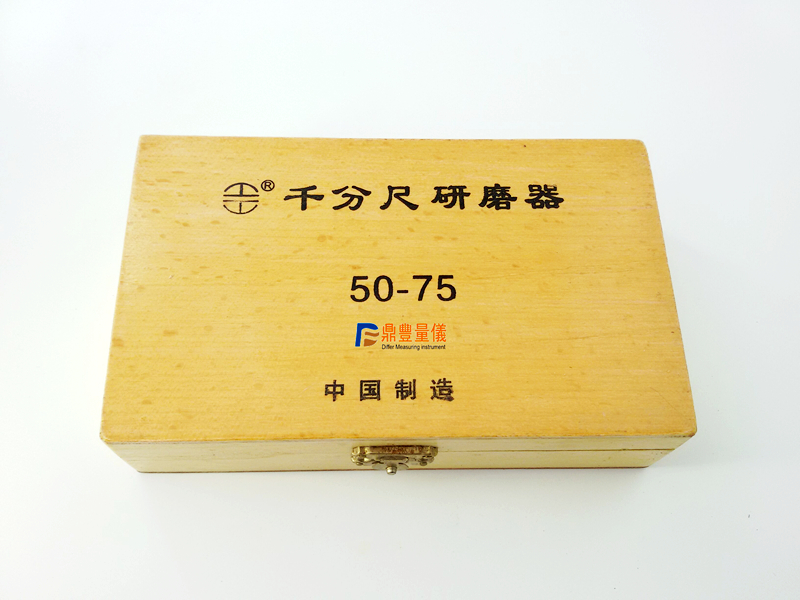 ® 千分尺研磨器
50-75
鼎豐量儀
Differ Measuring instrument
中国制造